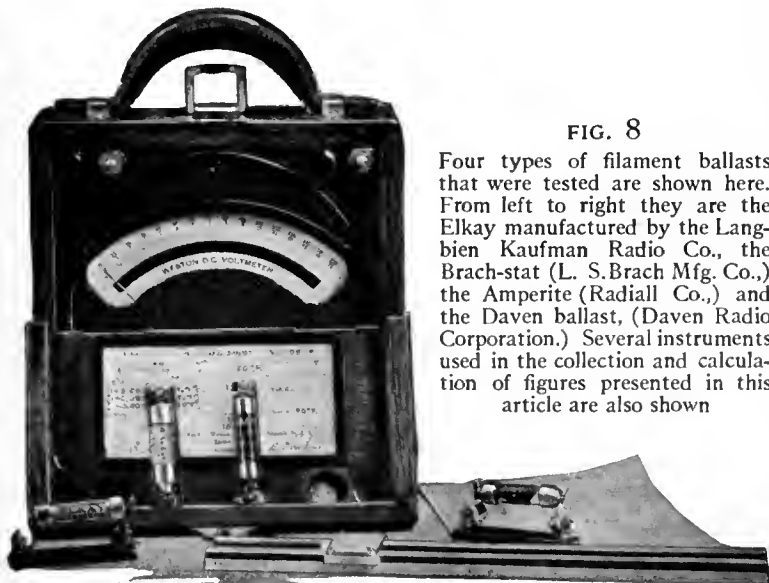 FIG. 8
Four types of filament ballasts
that were tested are shown here.
From left to right they are the
Elkay manufactured by the Lang-
bien Kaufman Radio Co., the
Brach-stat (L. S.Brach Mfg. Co.,)
the Amperite (Radiall Co.,) and
the Daven ballast, (Daven Radio
Corporation.) Several instruments
used in the collection and calcula-
tion of figures presented in this
article are also shown
WESTON D.C. VOLTMETER